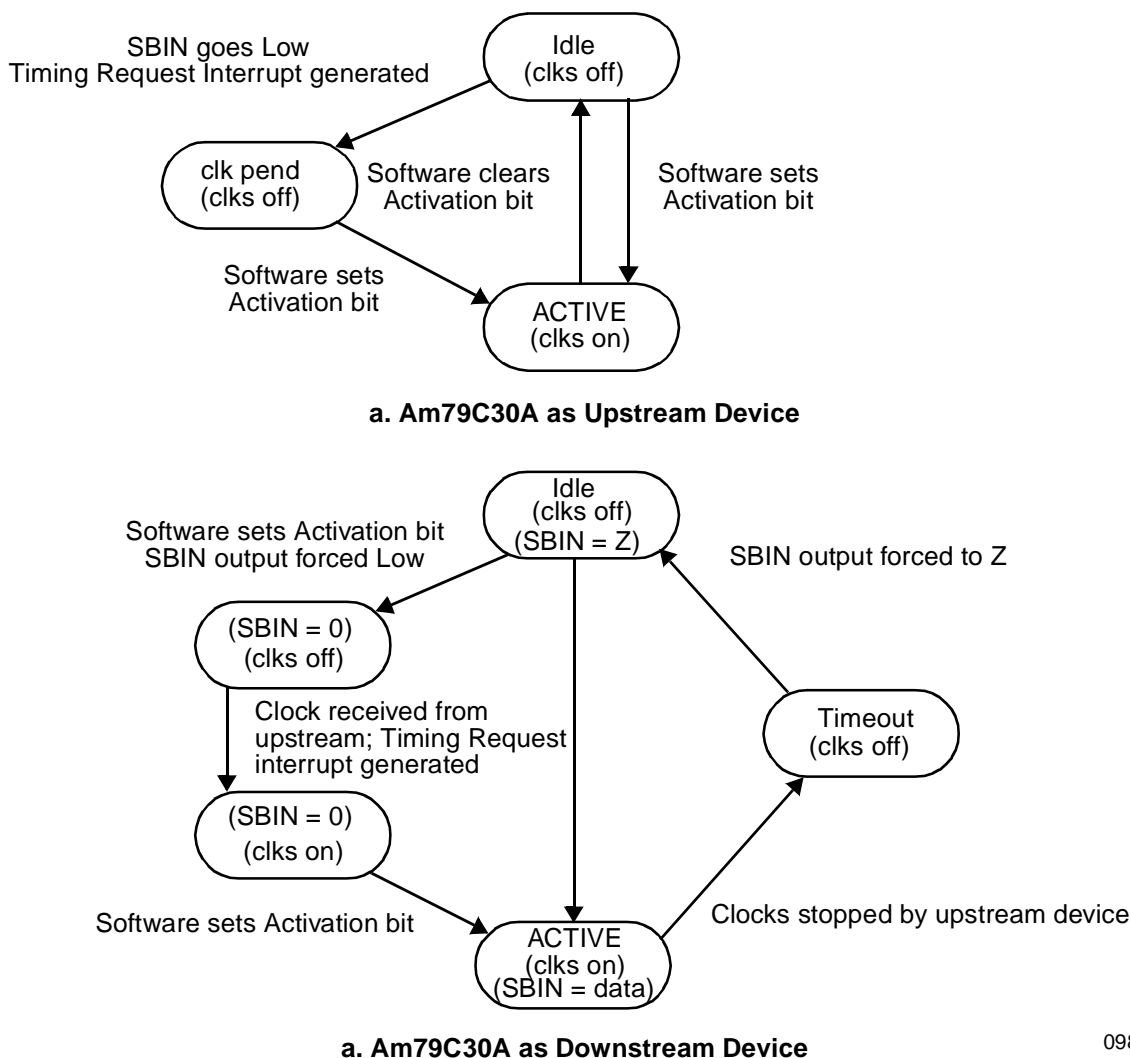 SBIN goes Low
Timing Request Interrupt generated
Idle
(clks off)
clk pend
(clks off)
Software clears
Activation bit
Software sets
Activation bit
Software sets
Activation bit
ACTIVE
(clks on)
a. Am79C30A as Upstream Device
Idle
(clks off)
(SBIN = Z)
Software sets Activation bit
SBIN output forced Low
SBIN output forced to Z
(SBIN = 0)
(clks off)
Clock received from
upstream; Timing Request
interrupt generated
Timeout
(clks off)
(SBIN = 0)
(clks on)
Software sets Activation bit
Clocks stopped by upstream device
ACTIVE
(clks on)
(SBIN = data)
a. Am79C30A as Downstream Device